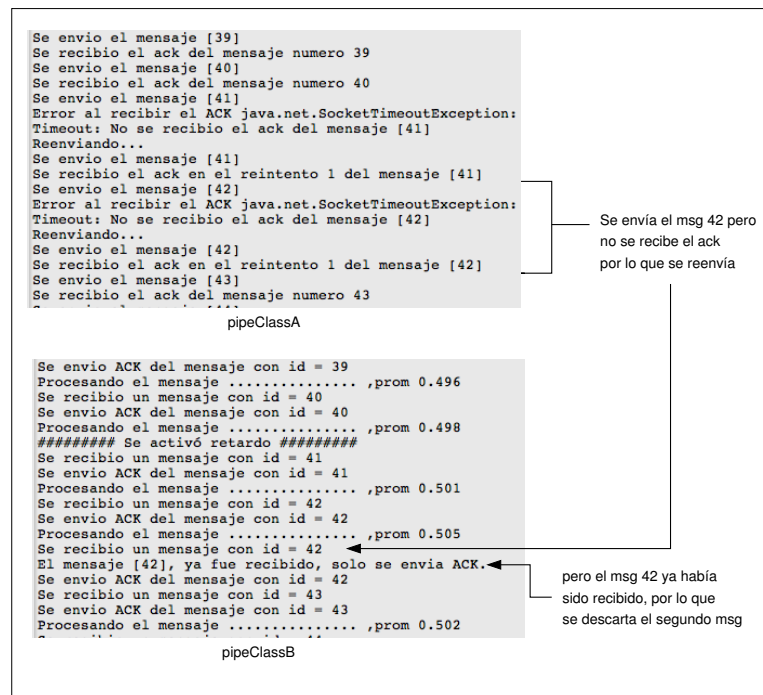 Se envio el mensaje [39]
Se recibio el ack del mensaje numero 39
Se envio el mensaje [40]
Se recibio el ack del mensaje numero 40
Se envio el mensaje [41]
Error al recibir el ACK java.net.SocketTimeoutException:
Timeout: No se recibio el ack del mensaje [41]
Reenviando...
Se envio el mensaje [41]
Se recibio el ack en el reintento 1 del mensaje [41]
Se envio el mensaje [42]
Error al recibir el ACK java.net.SocketTimeoutException:
Timeout: No se recibio el ack del mensaje [42]
Reenviando...
Se envio el mensaje [42]
Se recibio el ack en el reintento 1 del mensaje [42]
Se envio el mensaje [43]
Se recibio el ack del mensaje numero 43
Se envía el msg 42 pero
no se recibe el ack
por lo que se reenvía
pipeClassA
Se envio ACK del mensaje con id = 39
Procesando el mensaje ............... ,prom 0.496
Se recibio un mensaje con id = 40
Se envio ACK del mensaje con id = 40
Procesando el mensaje ............... ,prom 0.498
######### Se activó retardo #########
Se recibio un mensaje con id = 41
Se envio ACK del mensaje con id = 41
Procesando el mensaje ............... ,prom 0.501
Se recibio un mensaje con id = 42
Se envio ACK del mensaje con id = 42
Procesando el mensaje ............... ,prom 0.505
Se recibio un mensaje con id = 42
El mensaje [42], ya fue recibido, solo se envia ACK.
Se envio ACK del mensaje con id = 42
Se recibio un mensaje con id = 43
Se envio ACK del mensaje con id = 43
Procesando el mensaje ............... ,prom 0.502
pero el msg 42 ya había
sido recibido, por lo que
se descarta el segundo msg
pipeClassB